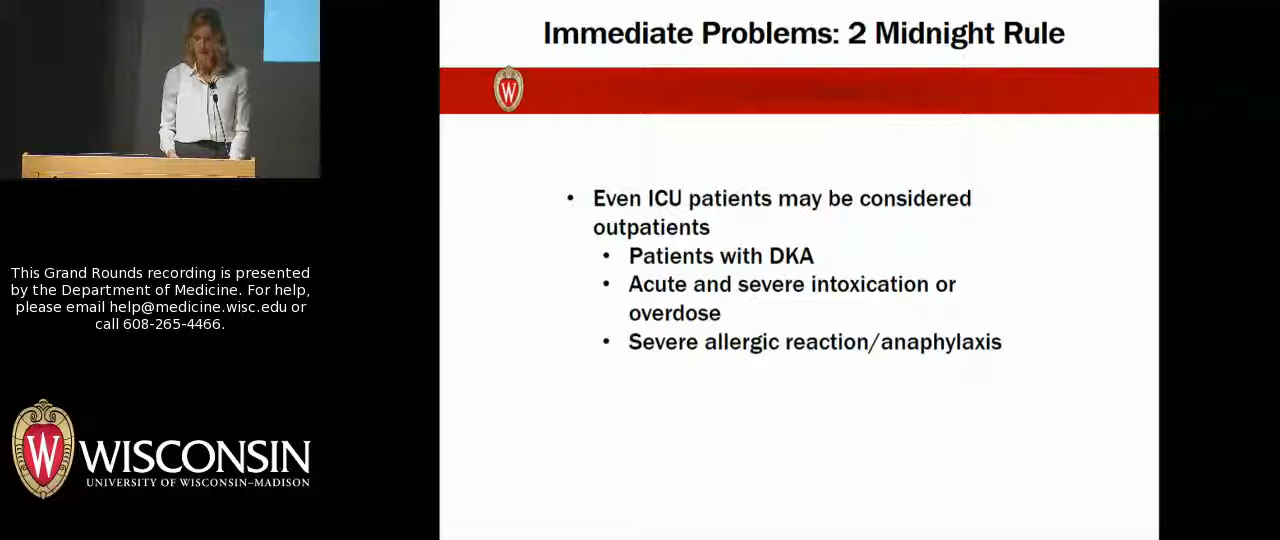 Immediate Problems: 2 Midnight Rule
W
• Even ICU patients may be considered
outpatients
• Patients with DKA
• Acute and severe intoxication or
overdose
• Severe allergic reaction/anaphylaxis
This Grand Rounds recording is presented
by the Department of Medicine. For help,
please email help@medicine.wisc.edu or
call 608-265-4466.
W
WISCONSIN
UNIVERSITY OF WISCONSIN–MADISON